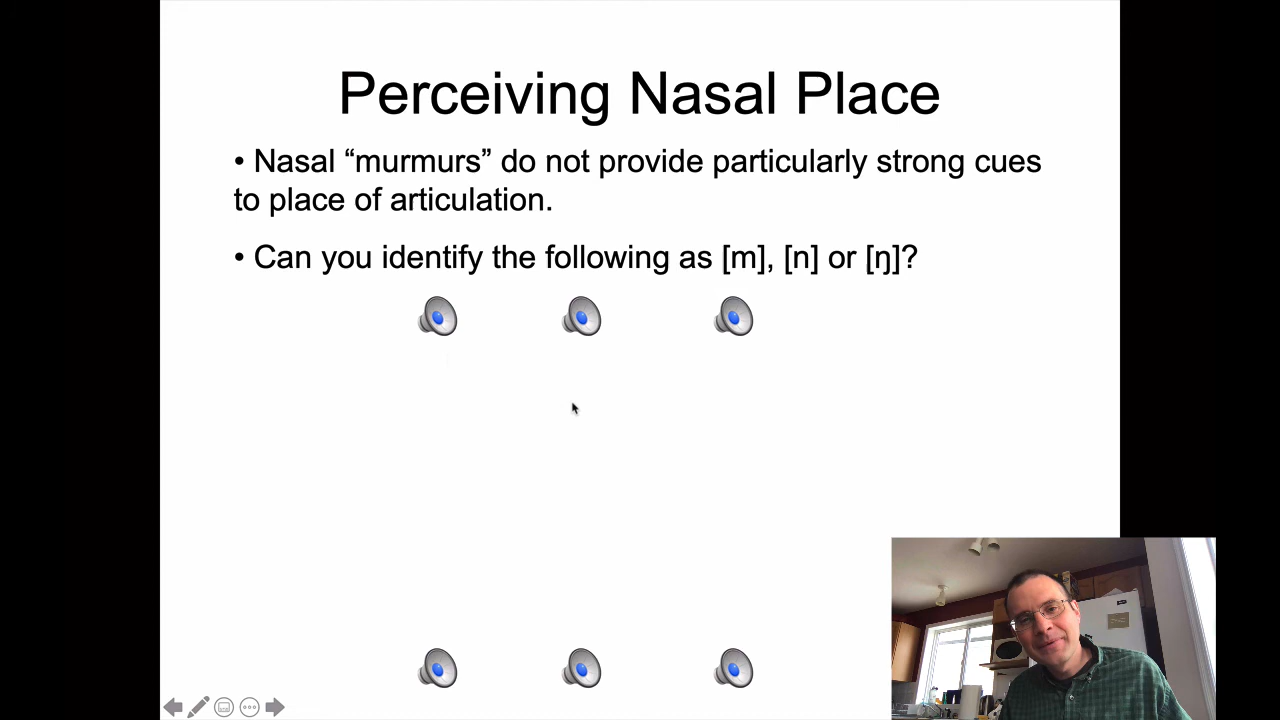 Perceiving Nasal Place
• Nasal “murmurs” do not provide particularly strong cues
to place of articulation.
• Can you identify the following as [m], [n] or [ŋ]?